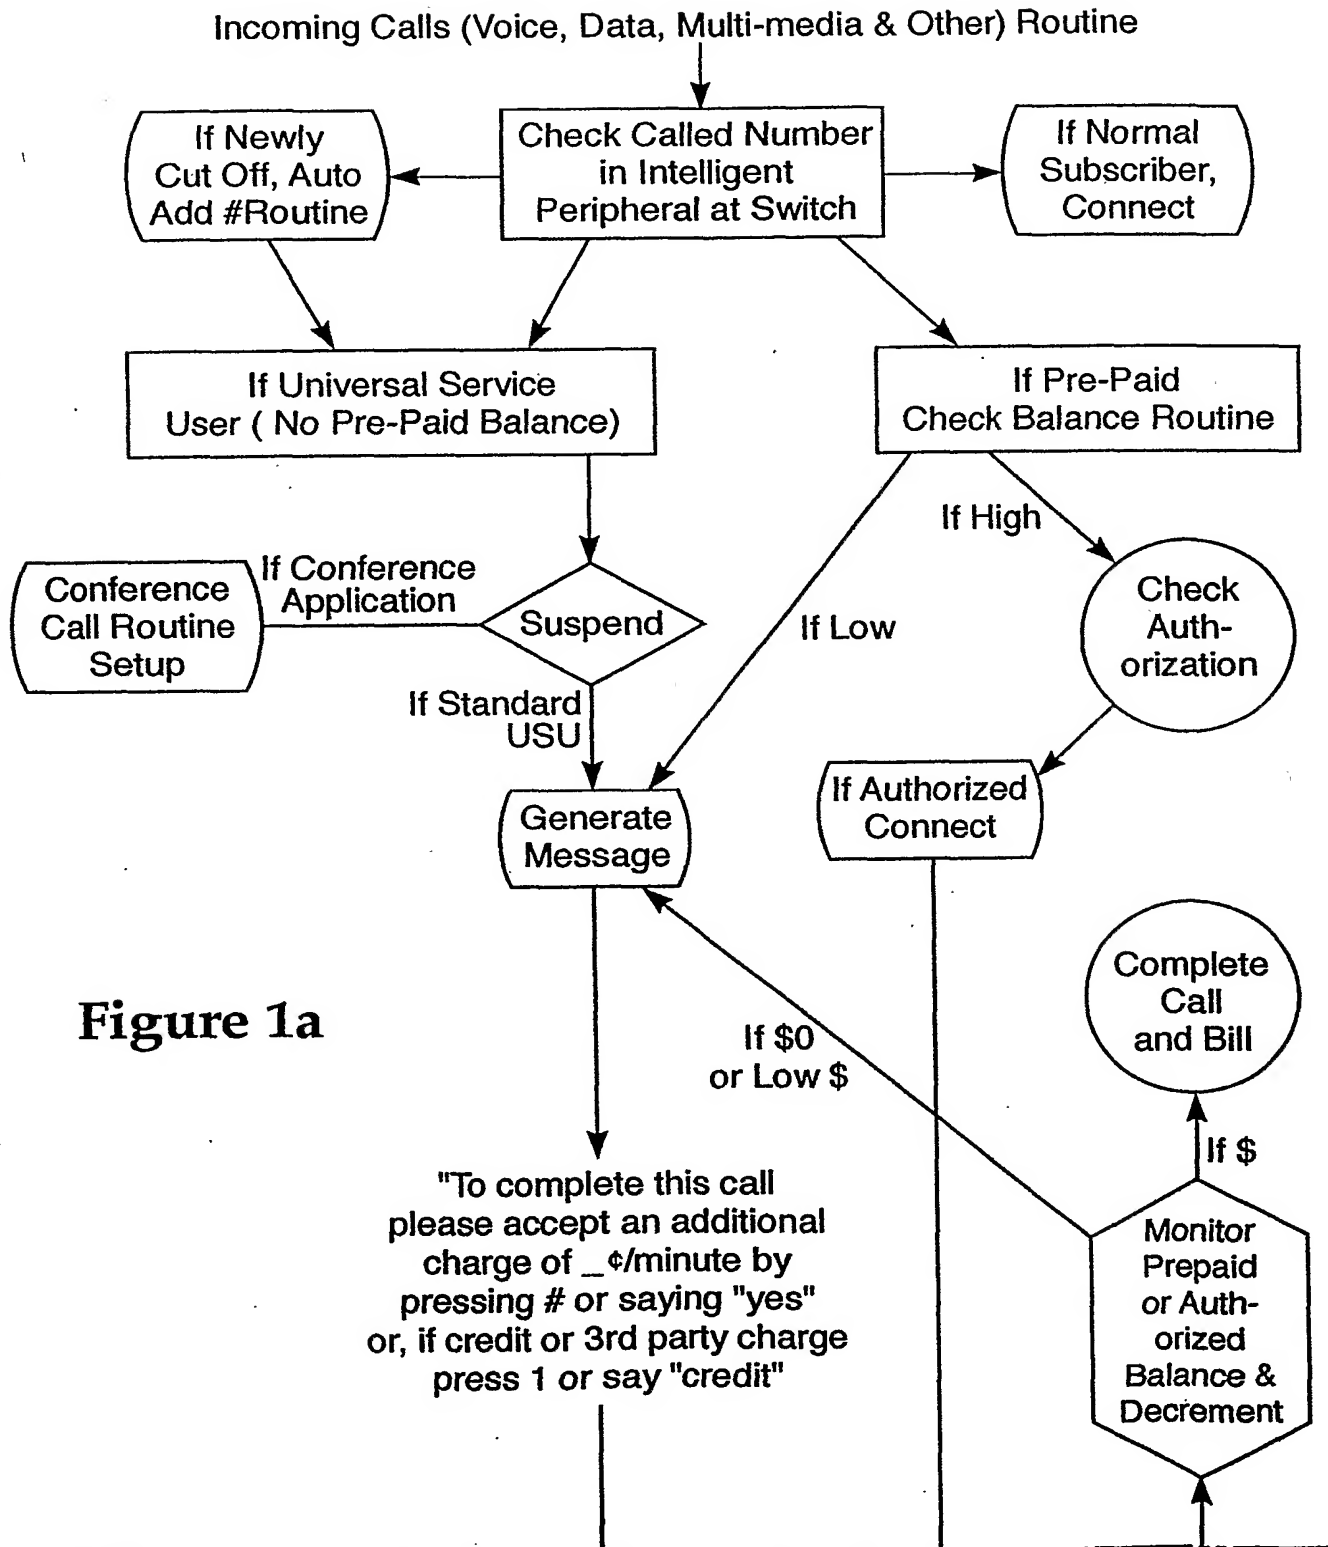 Incoming Calls (Voice, Data, Multi-media & Other) Routine
If Newly
Cut Off, Auto
Add #Routine
Check Called Number
in Intelligent
Peripheral at Switch
If Normal
Subscriber,
Connect
If Universal Service
User ( No Pre-Paid Balance)
If Pre-Paid
Check Balance Routine
If High
Conference
Call Routine
Setup
If Conference
Application
Suspend
If Low
Check
Auth-
orization
If Standard
USU
Generate
Message
If Authorized
Connect
Figure 1a
If $0
or Low $
Complete
Call
and Bill
If $
"To complete this call
please accept an additional
charge of _¢/minute by
pressing # or saying "yes"
or, if credit or 3rd party charge
press 1 or say "credit"
Monitor
Prepaid
or Auth-
orized
Balance &
Decrement